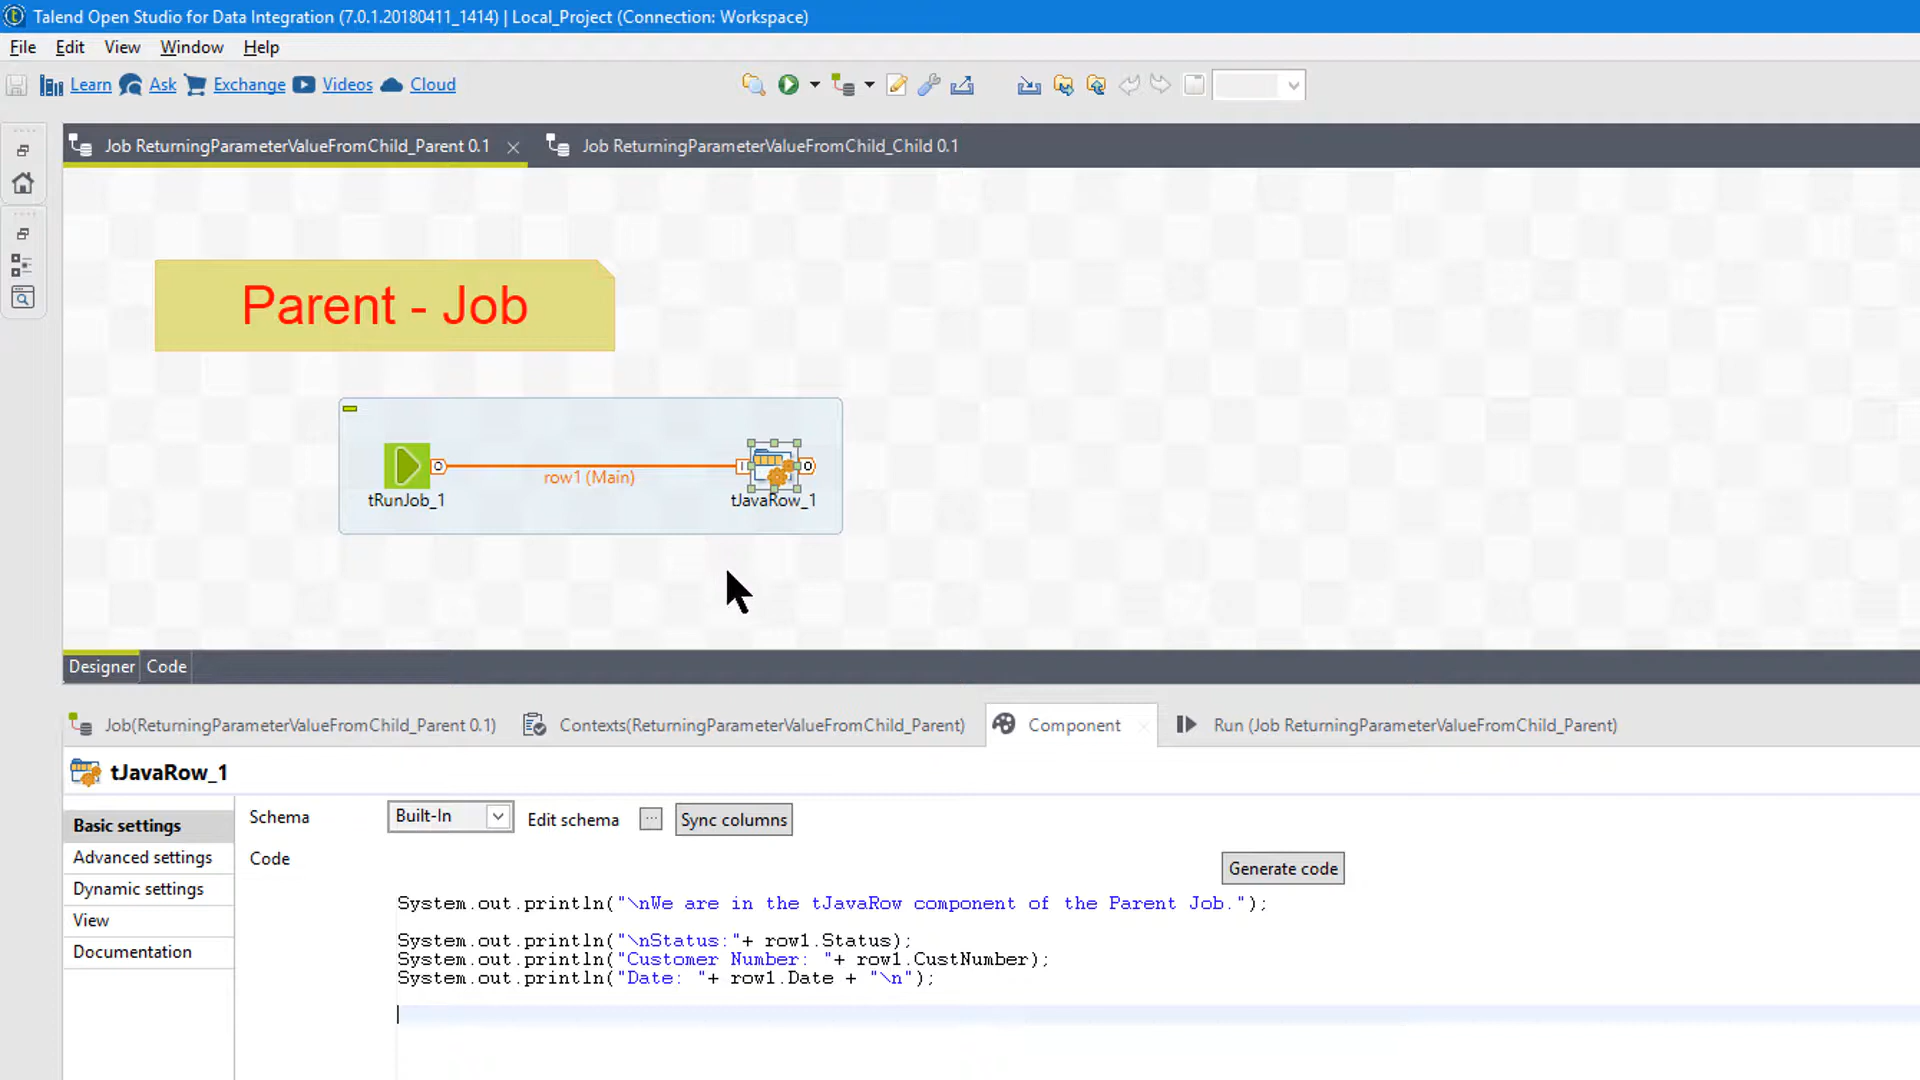 Talend Open Studio for Data Integration (7.0.1.20180411_1414) | Local_Project (Connection: Workspace)
File Edit View Window Help
Learn Ask Exchange Videos Cloud
Job ReturningParameterValueFromChild_Parent 0.1 Job ReturningParameterValueFromChild_Child 0.1
Parent - Job
row1 (Main)
tRunJob_1 tJavaRow_1
Designer Code
Job(ReturningParameterValueFromChild_Parent 0.1) Contexts(ReturningParameterValueFromChild_Parent) Component Run (Job ReturningParameterValueFromChild_Parent)
tJavaRow_1
Basic settings
Advanced settings
Dynamic settings
View
Documentation
Schema Built-In Edit schema ... Sync columns
Code
Generate code
System.out.println("\nWe are in the tJavaRow component of the Parent Job.");
System.out.println("\nStatus:"+ row1.Status);
System.out.println("Customer Number: "+ row1.CustNumber);
System.out.println("Date: "+ row1.Date + "\n");